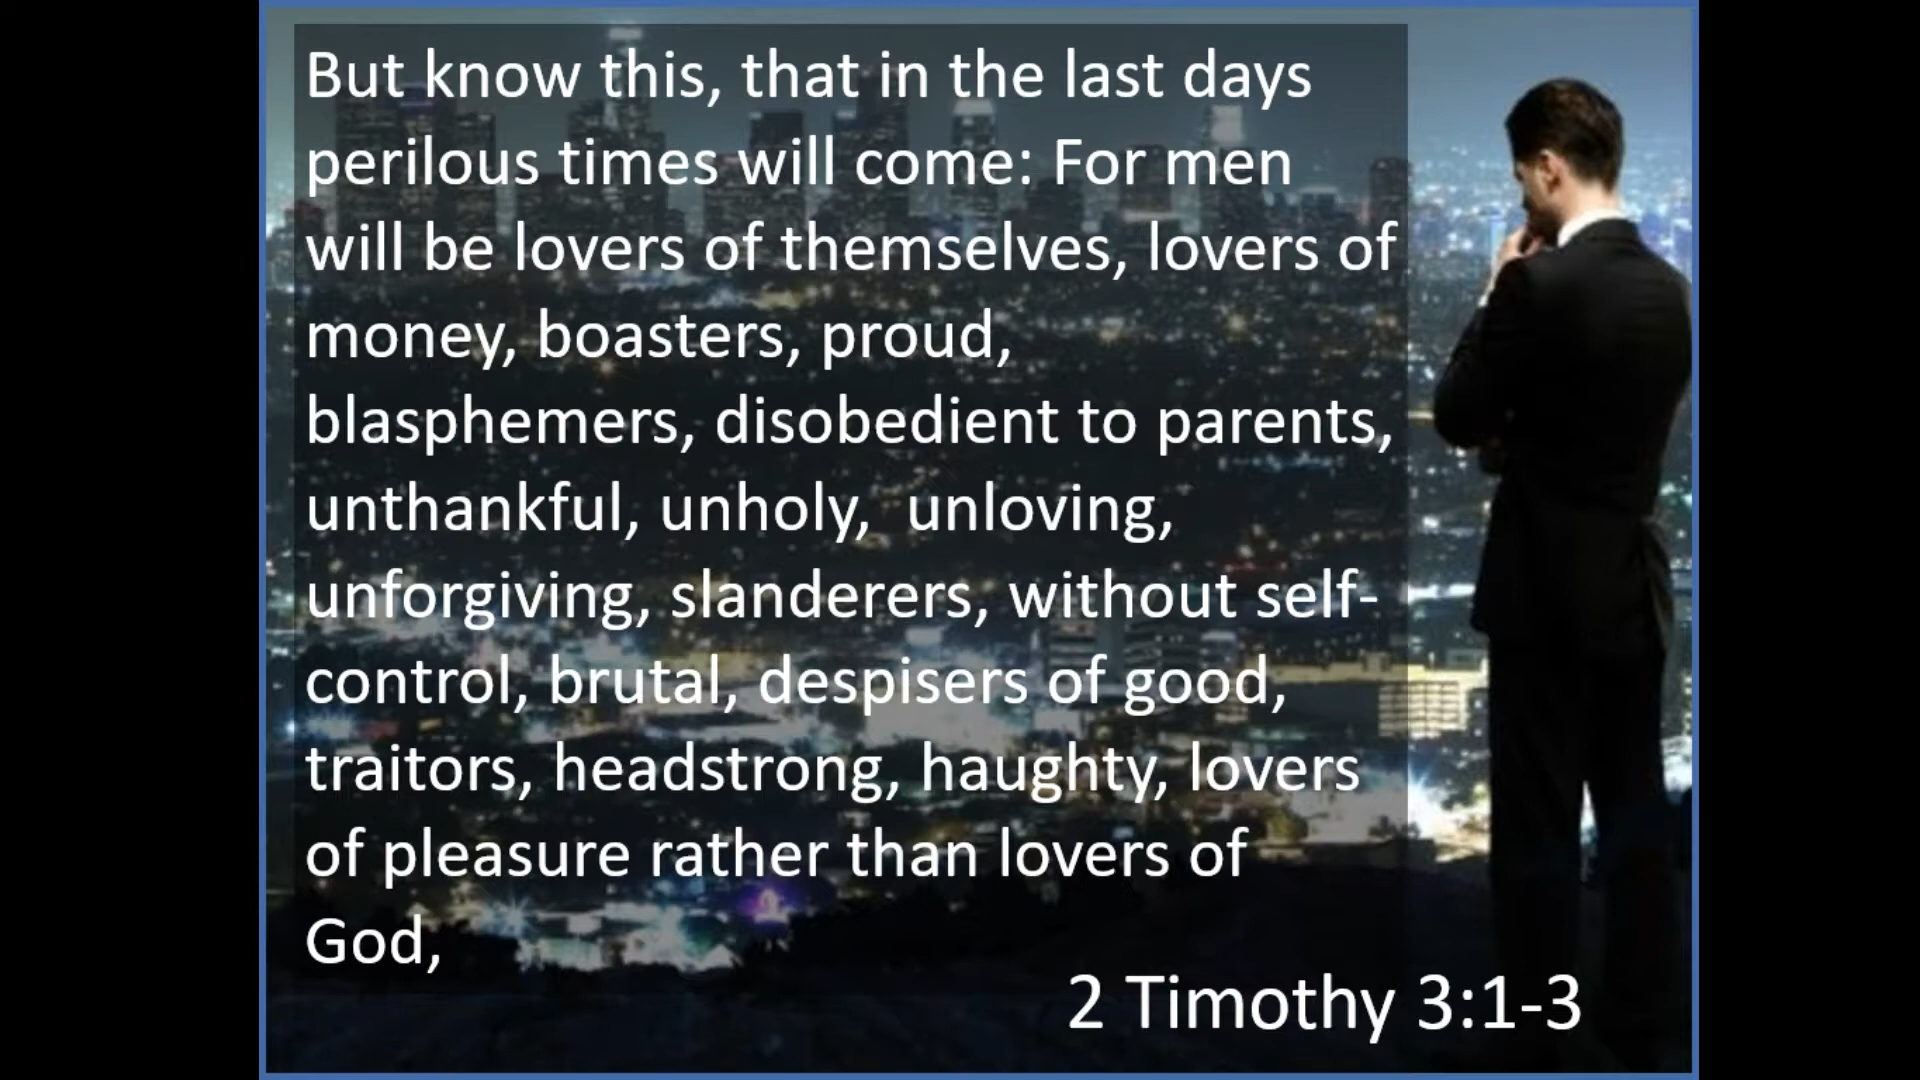 But know this, that in the last days
perilous times will come: For men
will be lovers of themselves, lovers of
money, boasters, proud,
blasphemers, disobedient to parents,
unthankful, unholy,  unloving,
unforgiving, slanderers, without self-
control, brutal, despisers of good,
traitors, headstrong, haughty, lovers
of pleasure rather than lovers of
God,
2 Timothy 3:1-3